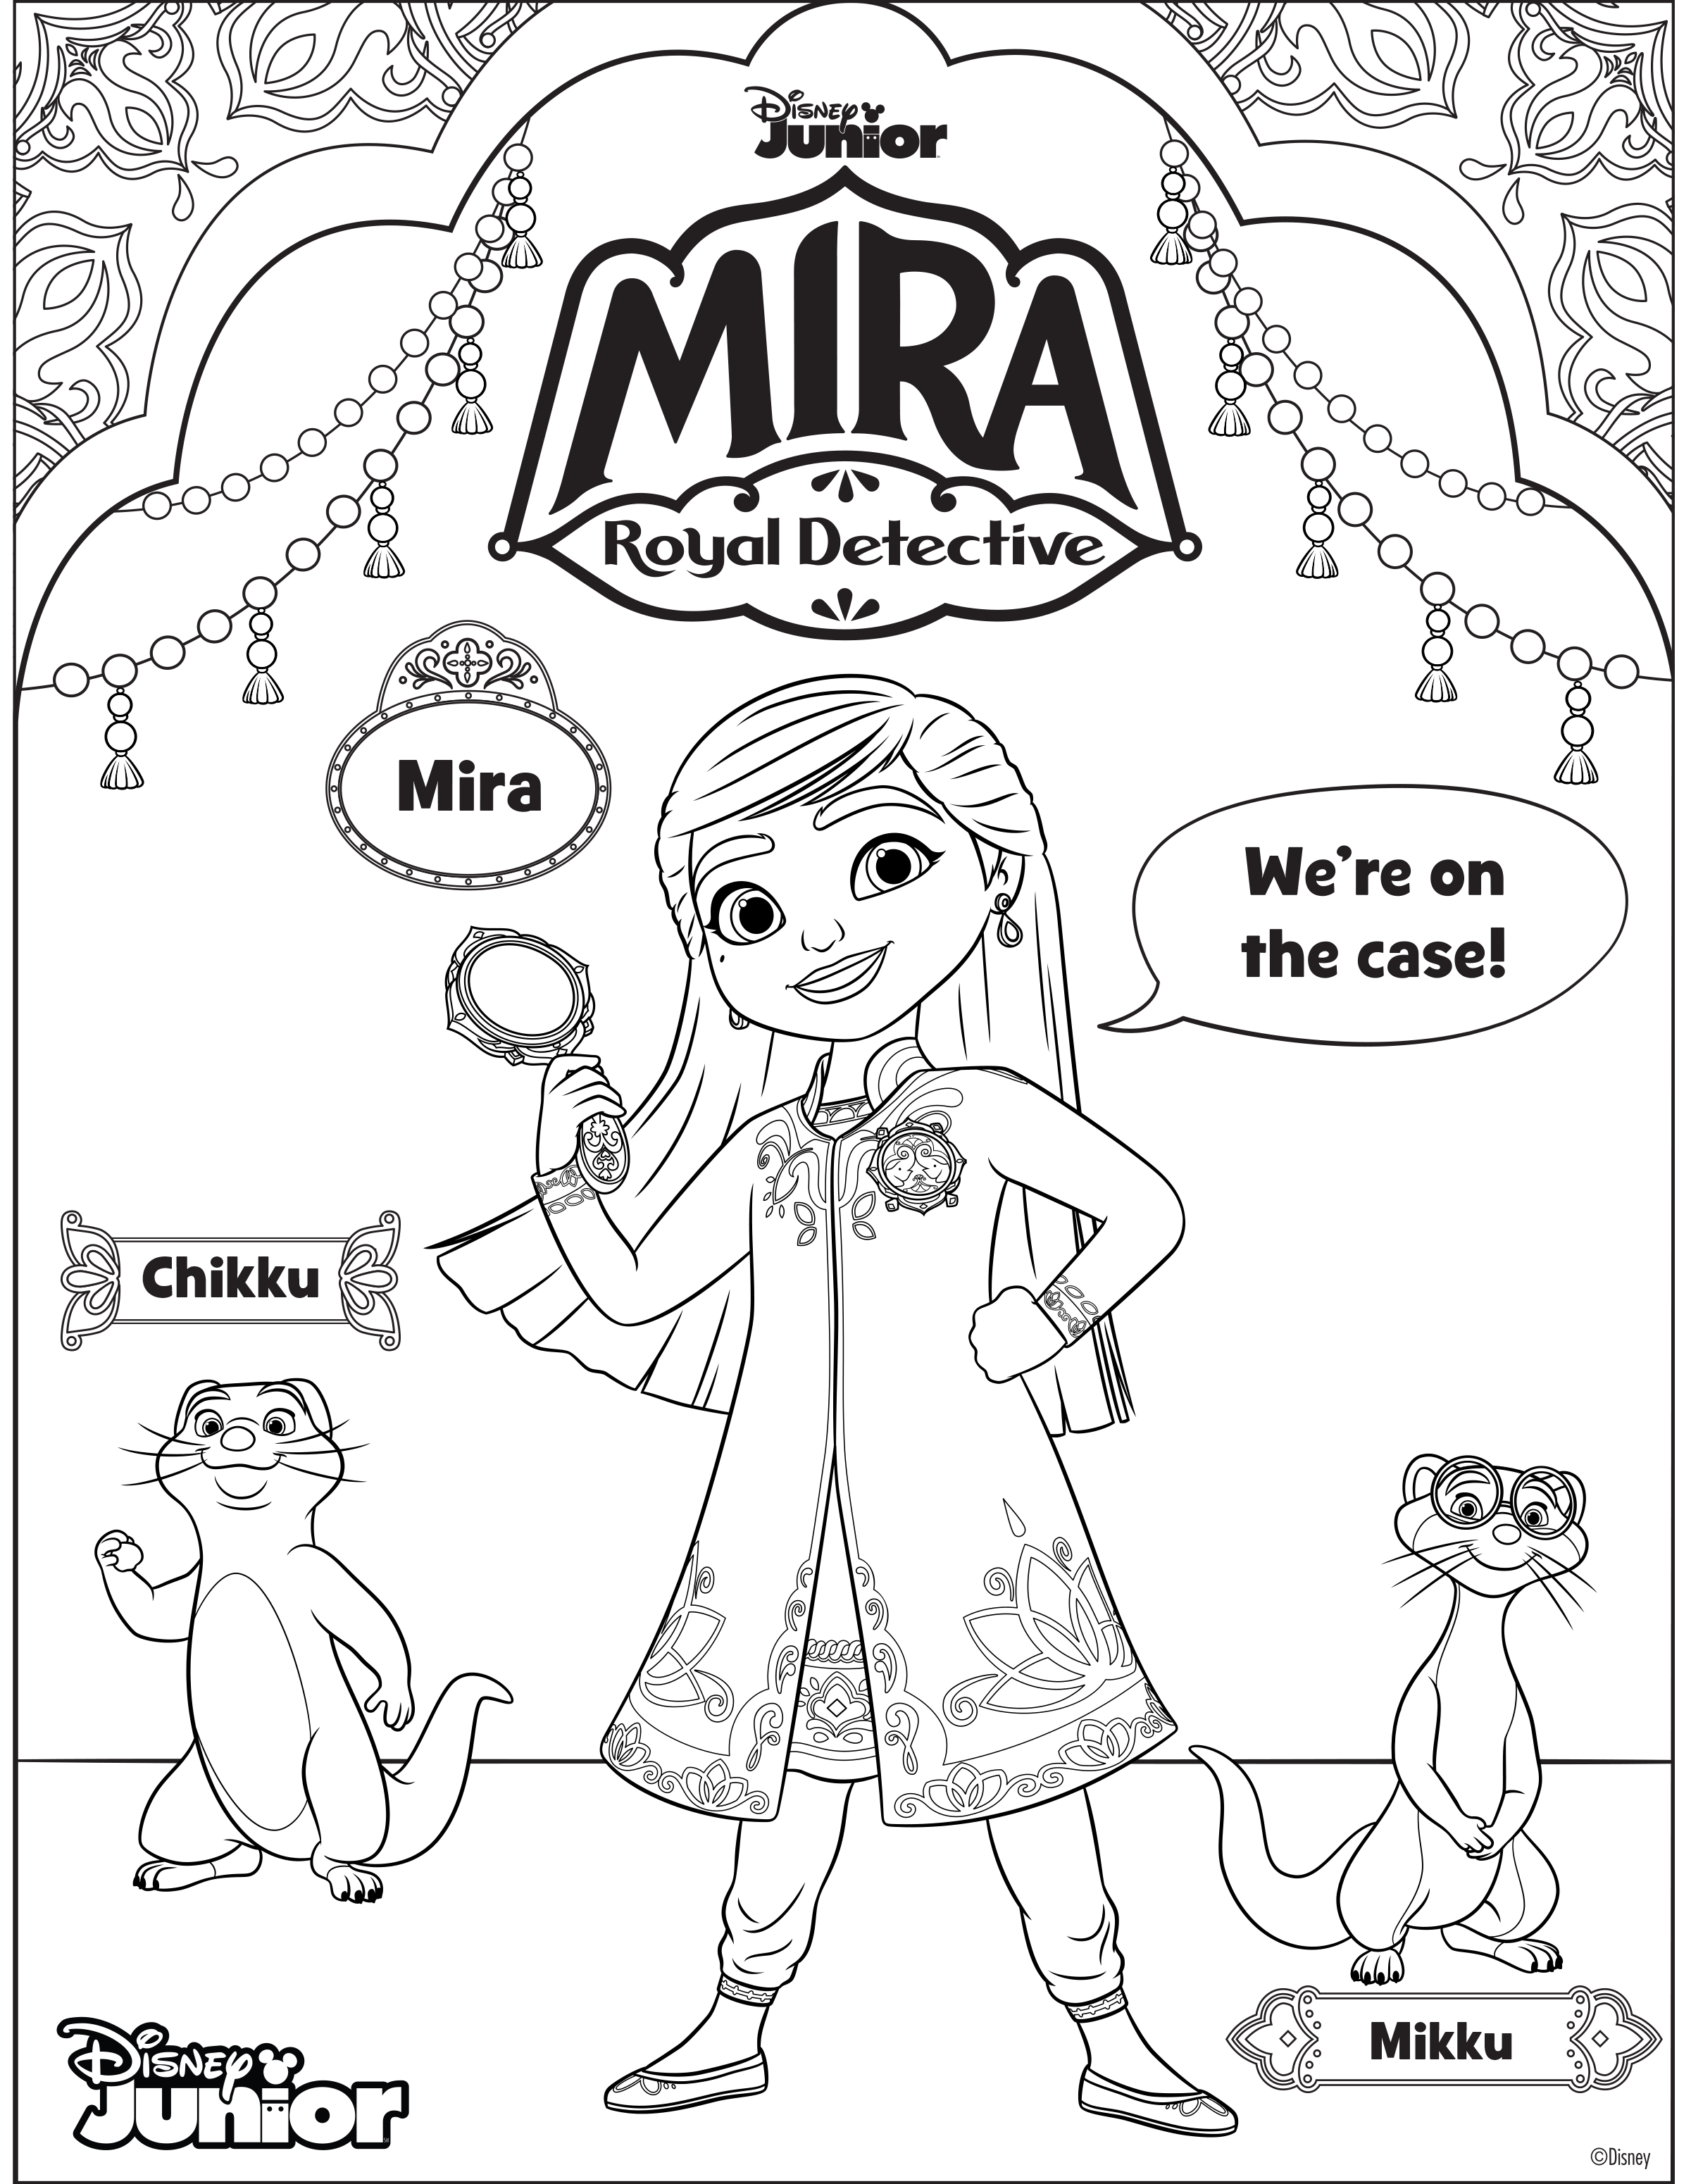 Disney
Junior
MIRA
Royal Detective
Mira
We're on
the case!
Chikku
Mikku
Disney
Junior
©Disney